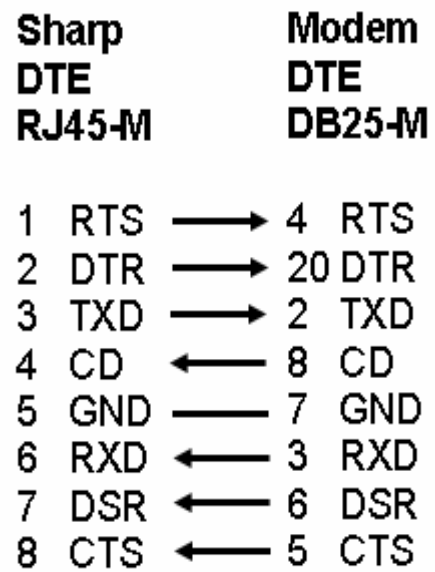 Sharp Modem
DTE DTE
RJ45-M DB25-M
1 RTS 4 RTS
2 DTR 20 DTR
3 TXD 2 TXD
4 CD 8 CD
5 GND 7 GND
6 RXD 3 RXD
7 DSR 6 DSR
8 CTS 5 CTS